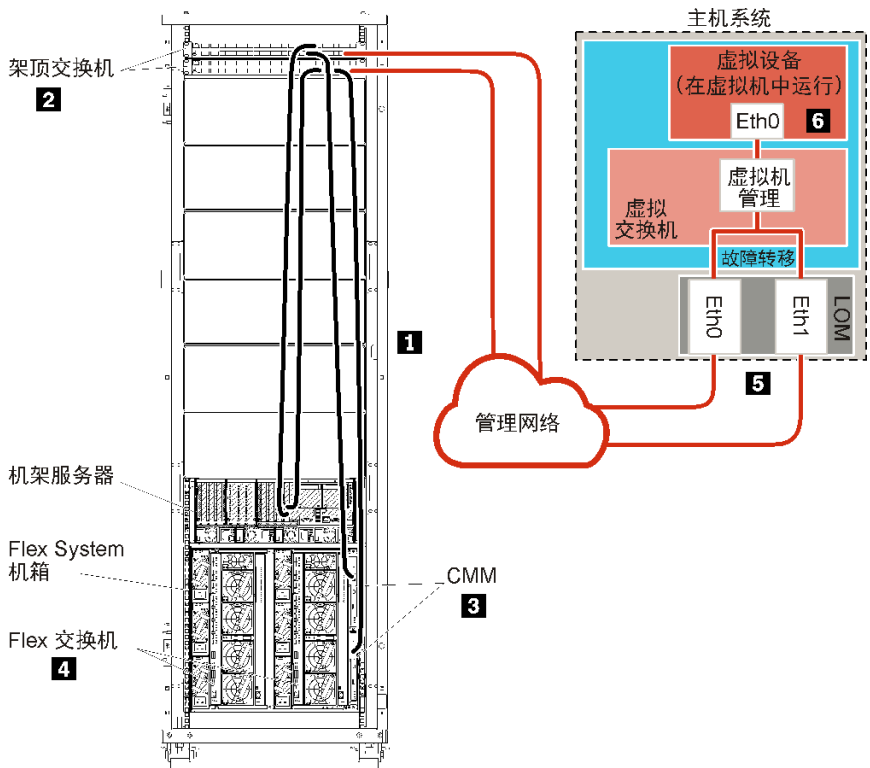 主机系统
虚拟设备
(在虚拟机中运行)
Eth0
6
虚拟机
管理
虚拟
交换机
故障转移
Eth0
Eth1
LOM
5
架顶交换机
2
1
管理网络
机架服务器
Flex System
机箱
CMM
3
Flex 交换机
4